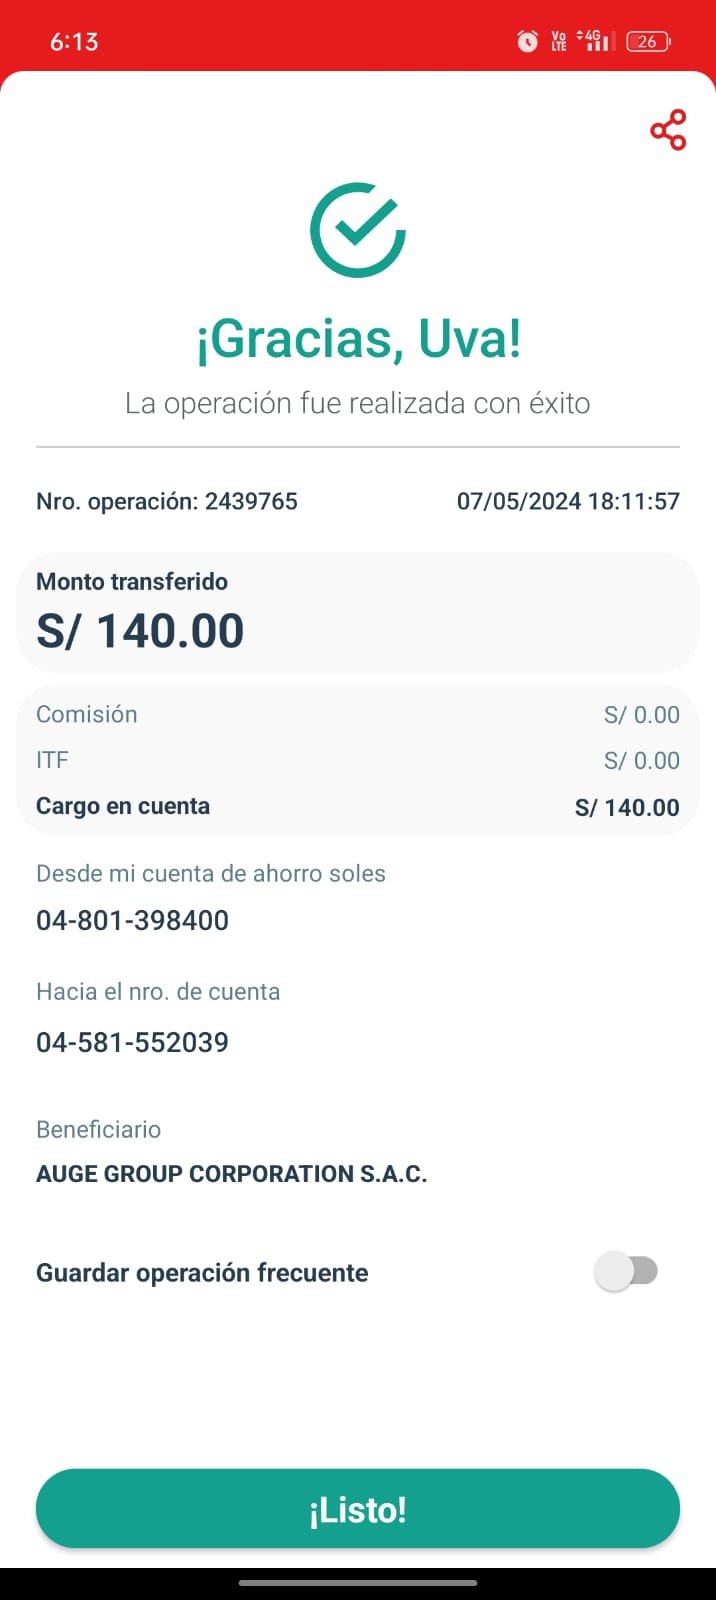 6:13
Vo
LTE
4G
26
¡Gracias, Uva!
La operación fue realizada con éxito
Nro. operación: 2439765 07/05/2024 18:11:57
Monto transferido
S/ 140.00
Comisión S/ 0.00
ITF S/ 0.00
Cargo en cuenta S/ 140.00
Desde mi cuenta de ahorro soles
04-801-398400
Hacia el nro. de cuenta
04-581-552039
Beneficiario
AUGE GROUP CORPORATION S.A.C.
Guardar operación frecuente
¡Listo!